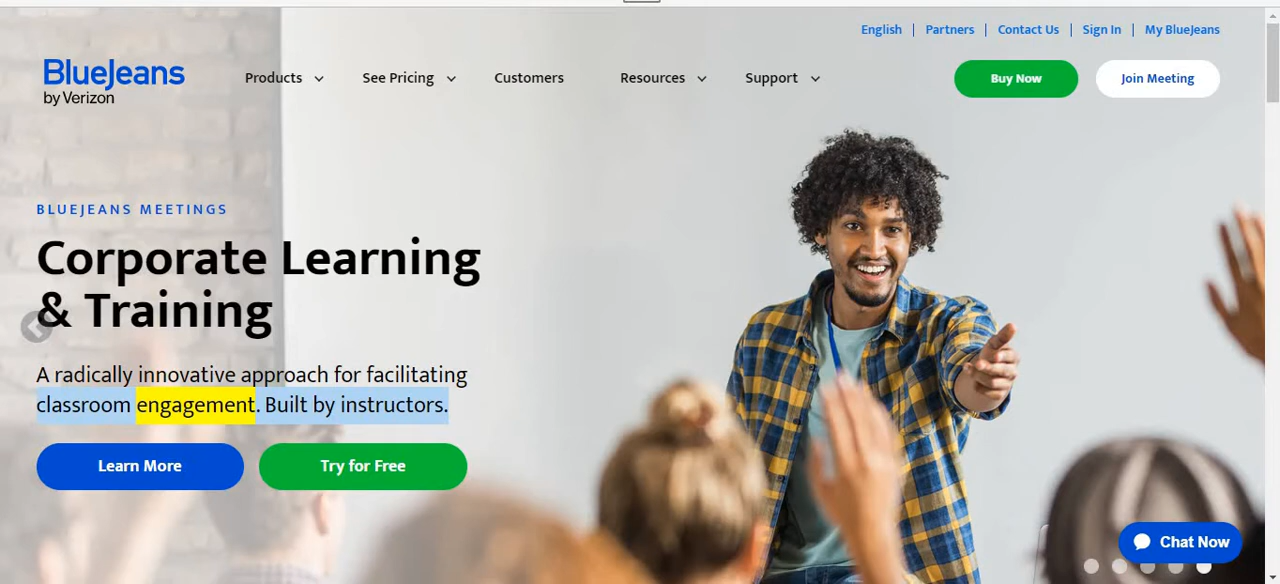 English | Partners | Contact Us | Sign In | My BlueJeans
BlueJeans
by Verizon
Products
See Pricing
Customers
Resources
Support
Buy Now
Join Meeting
BLUEJEANS MEETINGS
Corporate Learning
& Training
A radically innovative approach for facilitating
classroom engagement. Built by instructors.
Learn More
Try for Free
Chat Now